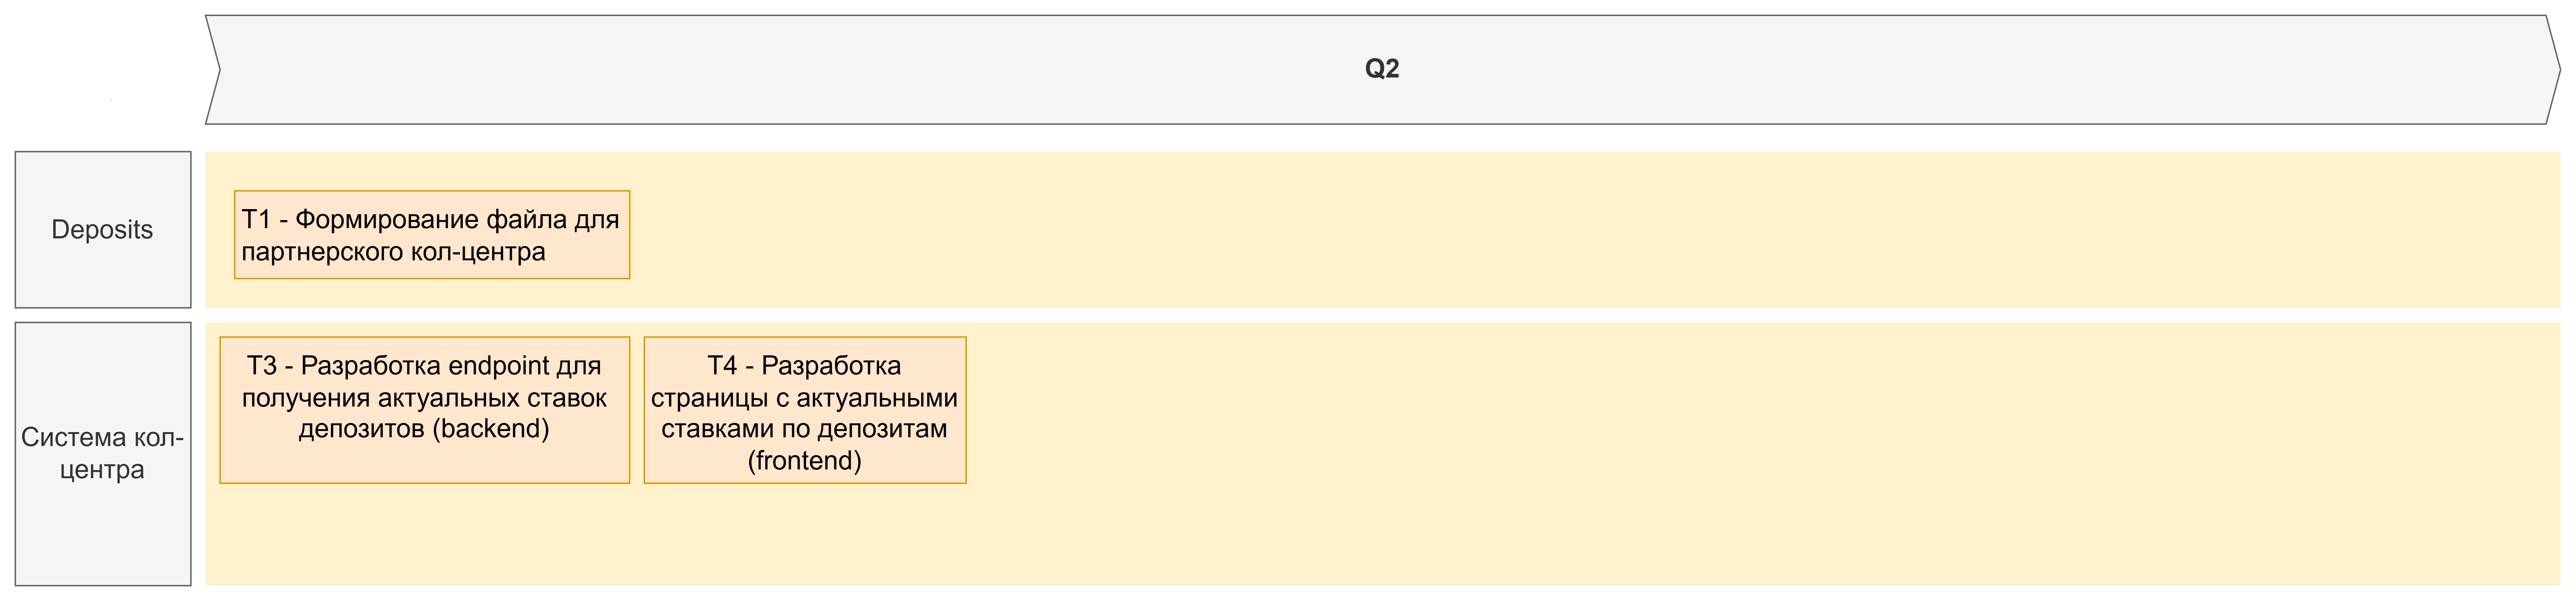 Q2
Deposits
T1 - Формирование файла для
партнерского кол-центра
Система кол-
центра
T3 - Разработка endpoint для
получения актуальных ставок
депозитов (backend)
T4 - Разработка
страницы с актуальными
ставками по депозитам
(frontend)